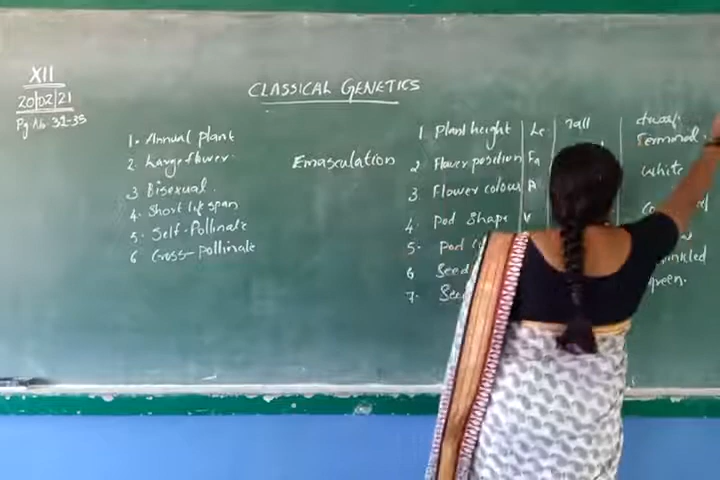 XII
20/02/21
Pg No. 32-35
CLASSICAL GENETICS
1. Annual plant
2. Large flower.
3 Bisexual.
4. Short life span
5. Self-Pollinate
6 Cross-Pollinate
Emasculation
1 Plant height Le Tall dwarf.
2 Flower position Fa Terminal.
3. Flower colour A White
4. Pod Shape
5. Pod
6 Seed wrinkled
7. green.